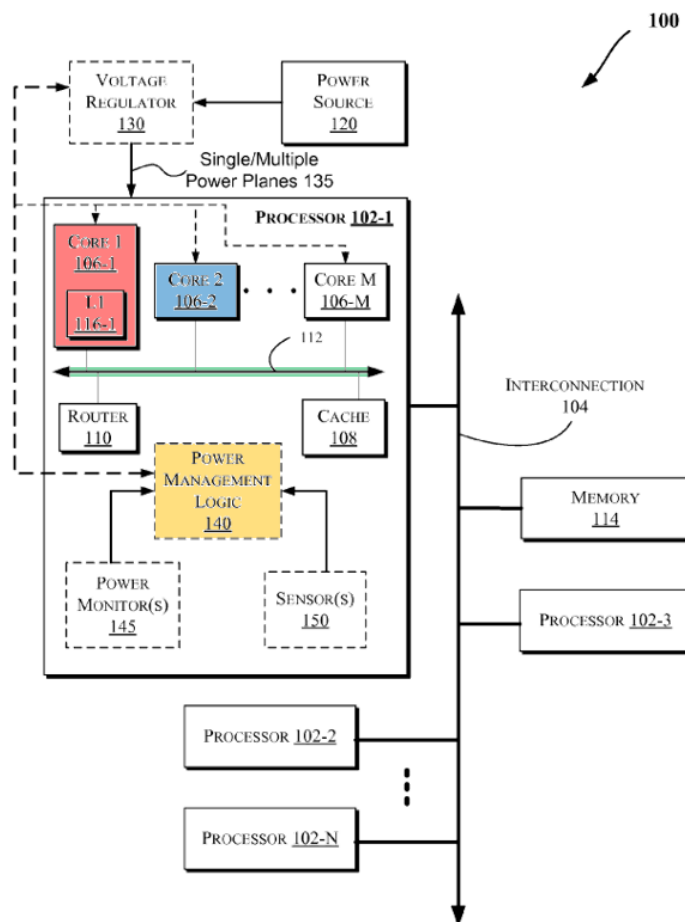 100
VOLTAGE
REGULATOR
130
POWER
SOURCE
120
Single/Multiple
Power Planes 135
PROCESSOR 102-1
CORE 1
106-1
L1
116-1
CORE 2
106-2
. . .
CORE M
106-M
112
ROUTER
110
CACHE
108
POWER
MANAGEMENT
LOGIC
140
POWER
MONITOR(S)
145
SENSOR(S)
150
INTERCONNECTION
104
MEMORY
114
PROCESSOR 102-3
PROCESSOR 102-2
PROCESSOR 102-N